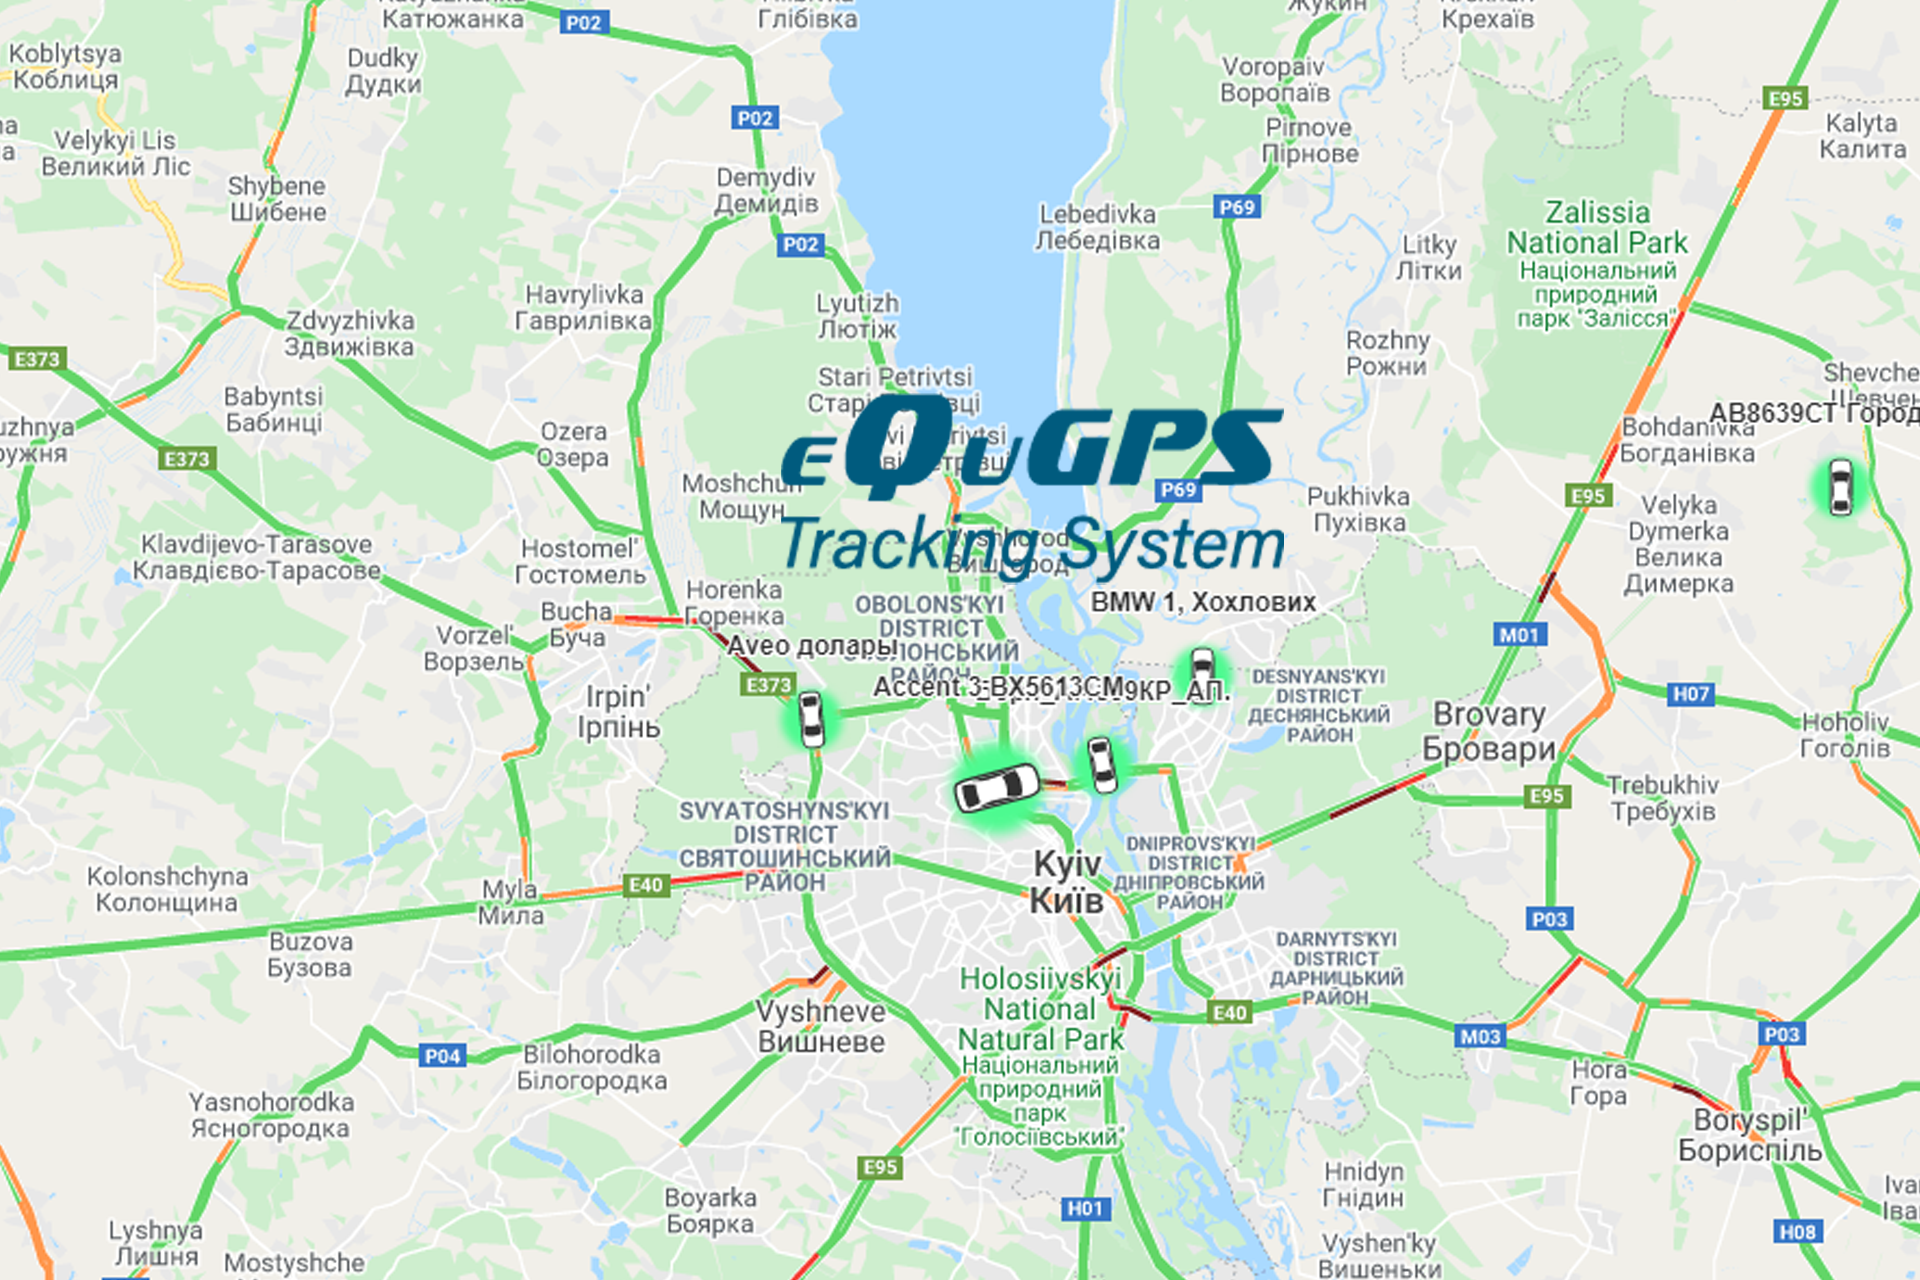 Катюжанка
P02
Глібівка
Жукин
Крехаїв
Koblytsya
Коблиця
Dudky
Дудки
Voropaiv
Воропаїв
E95
P02
Velykyi Lis
Великий Ліс
Pirnove
Пірнове
Kalyta
Калита
Shybene
Шибене
Demydiv
Демидів
P69
Lebedivka
Лебедівка
P02
Litky
Літки
Zalissia
National Park
Національний
природний
парк "Залісся"
Havrylivka
Гаврилівка
Lyutizh
Лютіж
Zdvyzhivka
Здвижівка
Rozhny
Рожни
E373
Stari Petrivtsi
Babyntsi
Бабинці
eQuGPS
Tracking System
Shevche
AB8639CT Город
Bohdanivka
Богданівка
Ozera
Озера
E373
Moshchun
Мощун
P69
Pukhivka
Пухівка
E95
Velyka
Dymerka
Велика
Димерка
Klavdijevo-Tarasove
Клавдієво-Тарасове
Hostomel'
Гостомель
Вишгород
Horenka
Горенка
OBOLONS'KYI
DISTRICT
РАЙОН
BMW 1, Хохлових
Bucha
Буча
Vorzel'
Ворзель
M01
Aveo долары
E373
Accent 3-BX5613CM
9KP_АП.
DESNYANS'KYI
DISTRICT
ДЕСНЯНСЬКИЙ
РАЙОН
Irpin'
Ірпінь
H07
Brovary
Бровари
Hoholiv
Гоголів
E95
Trebukhiv
Требухів
SVYATOSHYNS'KYI
DISTRICT
СВЯТОШИНСЬКИЙ
РАЙОН
Kyiv
Київ
DNIPROVS'KYI
DISTRICT
ДНІПРОВСЬКИЙ
РАЙОН
Kolonshchyna
Колонщина
Myla
Мила
E40
P03
Buzova
Бузова
DARNYTS'KYI
DISTRICT
ДАРНИЦЬКИЙ
РАЙОН
Holosiivskyi
National
Natural Park
Національний
природний
парк
"Голосіївський"
Vyshneve
Вишневе
E40
M03
P03
P04
Bilohorodka
Білогородка
Hora
Гора
Yasnohorodka
Ясногородка
Boryspil'
Бориспіль
E95
Hnidyn
Гнідин
Boyarka
Боярка
H01
H08
Lyshnya
Лишня
Mostyshche
Vyshen'ky
Вишеньки